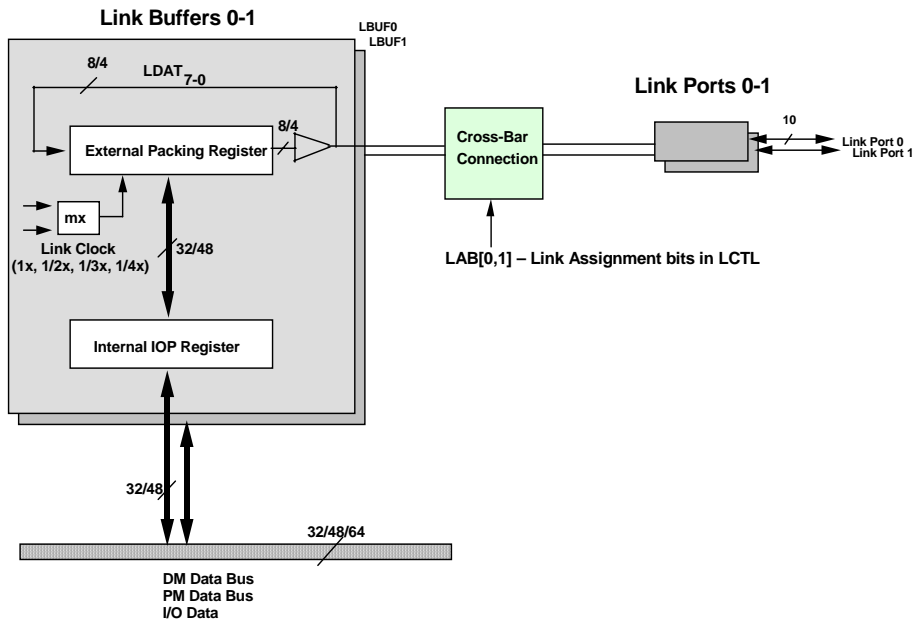 Link Buffers 0-1
LBUF0
LBUF1
8/4
LDAT7-0
Link Ports 0-1
8/4
External Packing Register
Cross-Bar
Connection
10
Link Port 0
Link Port 1
mx
Link Clock
(1x, 1/2x, 1/3x, 1/4x)
32/48
LAB[0,1] – Link Assignment bits in LCTL
Internal IOP Register
32/48
32/48/64
DM Data Bus
PM Data Bus
I/O Data